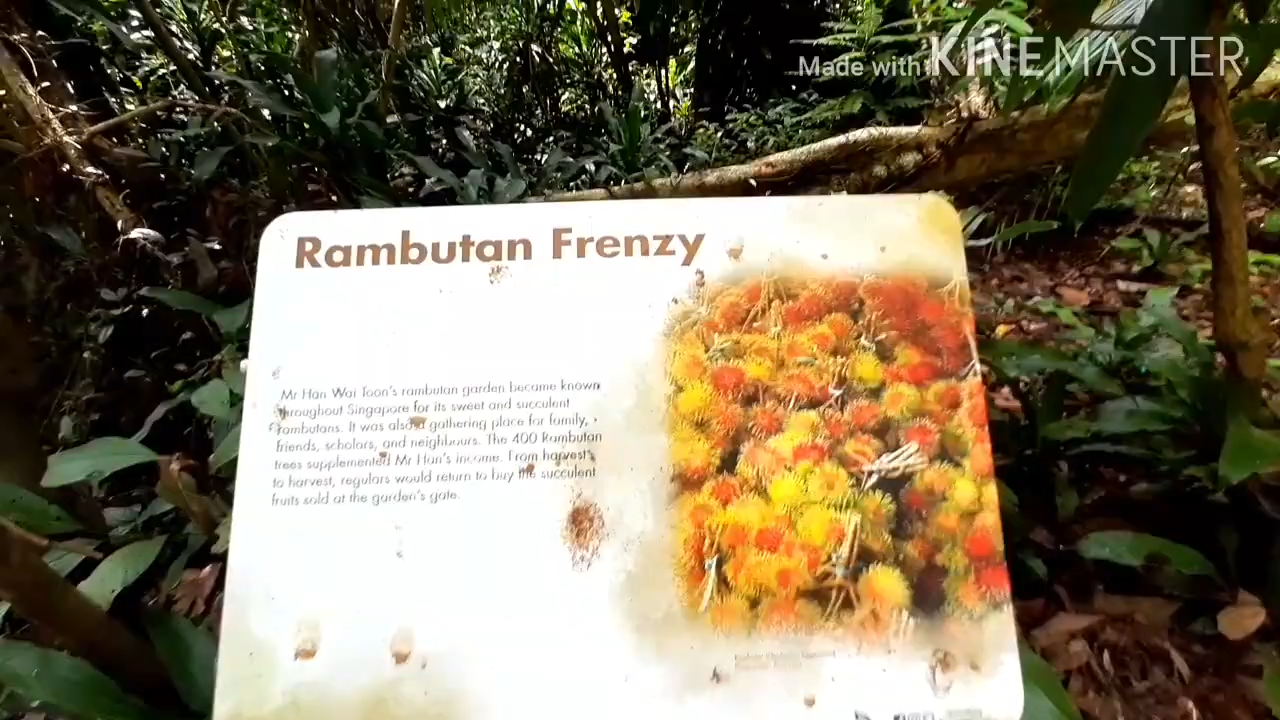 Made with KINEMASTER
Rambutan Frenzy
Mr Han Wai Toon's rambutan garden became known
throughout Singapore for its sweet and succulent
rambutans. It was also a gathering place for family,
friends, scholars, and neighbours. The 400 Rambutan
trees supplemented Mr Han's income. From harvest
to harvest, regulars would return to buy the succulent
fruits sold at the garden's gate.